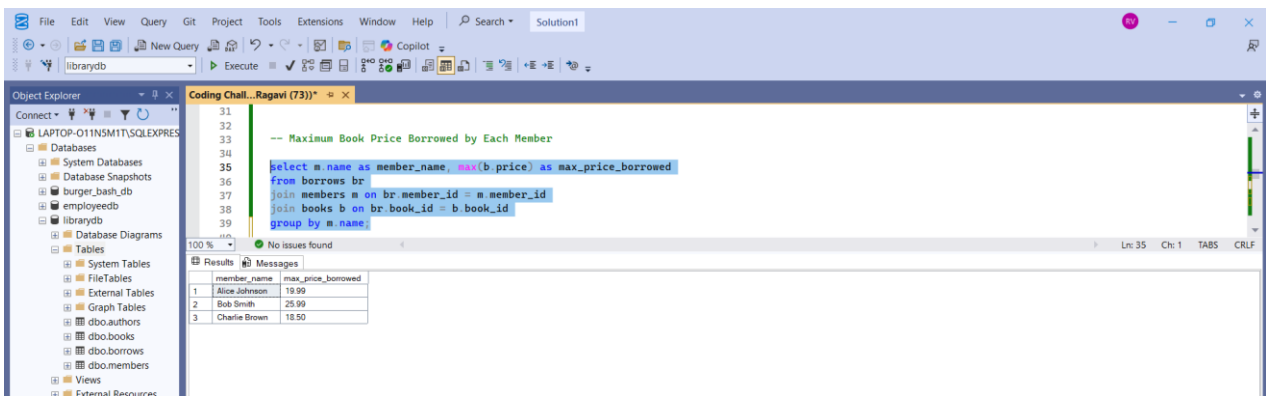 File Edit View Query Git Project Tools Extensions Window Help Search Solution1 RV
New Query Copilot
librarydb Execute
Object Explorer
Coding Chall...Ragavi (73))*
Connect
LAPTOP-O11N5M1T\SQLEXPRES
Databases
System Databases
Database Snapshots
burger_bash_db
employeedb
librarydb
Database Diagrams
Tables
System Tables
FileTables
External Tables
Graph Tables
dbo.authors
dbo.books
dbo.borrows
dbo.members
Views
External Resources
31
32
33 -- Maximum Book Price Borrowed by Each Member
34
35 select m.name as member_name, max(b.price) as max_price_borrowed
36 from borrows br
37 join members m on br.member_id = m.member_id
38 join books b on br.book_id = b.book_id
39 group by m.name;
100 % No issues found Ln: 35 Ch: 1 TABS CRLF
Results Messages
member_name max_price_borrowed
1 Alice Johnson 19.99
2 Bob Smith 25.99
3 Charlie Brown 18.50